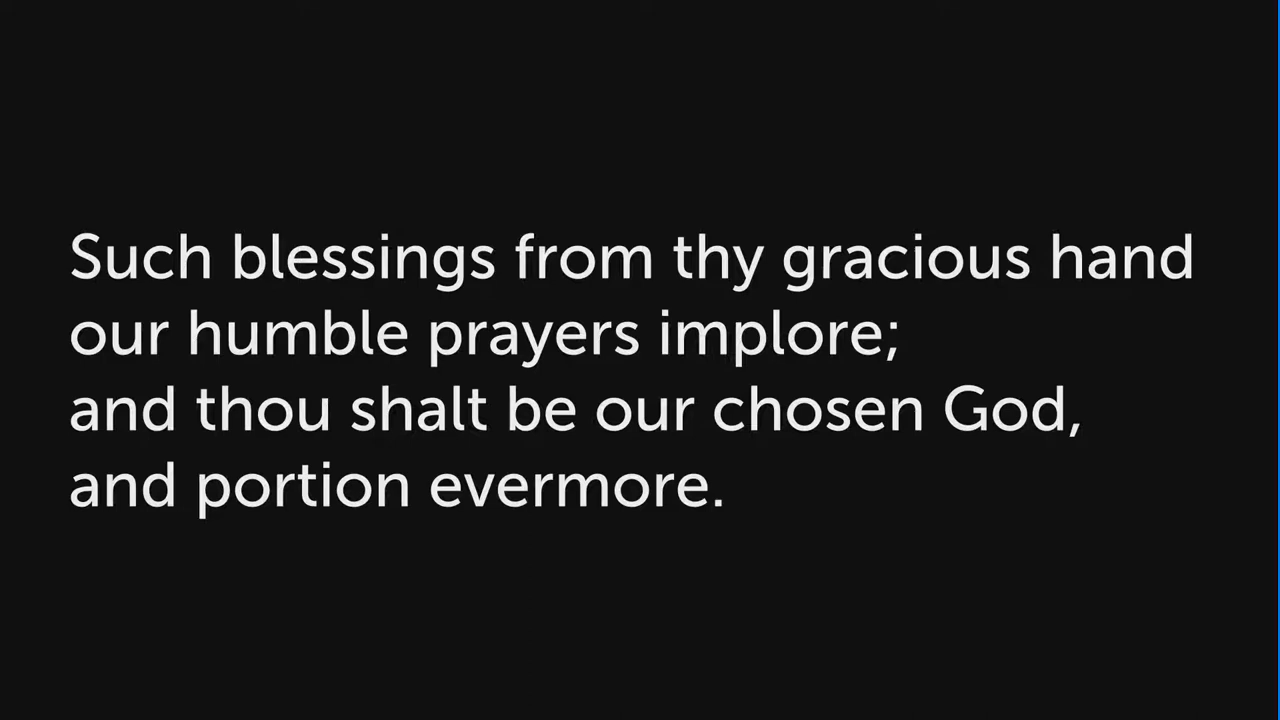 Such blessings from thy gracious hand
our humble prayers implore;
and thou shalt be our chosen God,
and portion evermore.